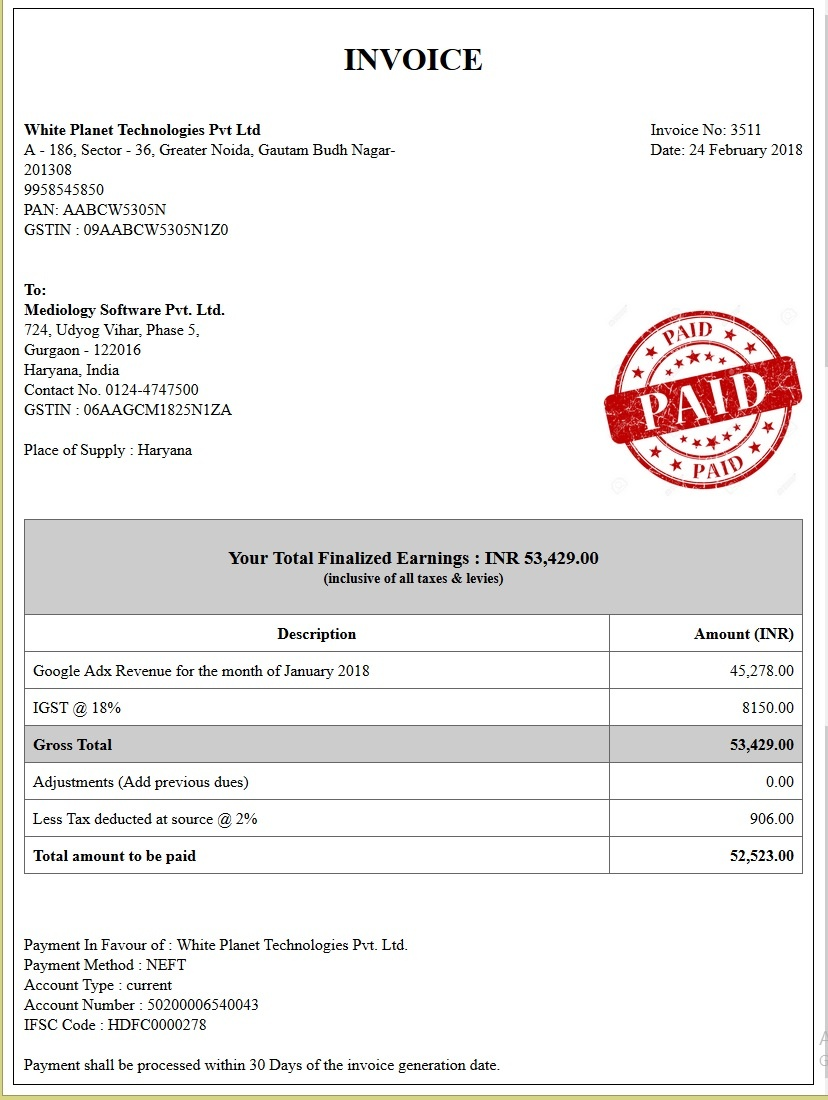 INVOICE
White Planet Technologies Pvt Ltd
Invoice No: 3511
A - 186, Sector - 36, Greater Noida, Gautam Budh Nagar-
Date: 24 February 2018
201308
9958545850
PAN: AABCW5305N
GSTIN : 09AABCW5305N1Z0
To:
Mediology Software Pvt. Ltd.
724, Udyog Vihar, Phase 5,
Gurgaon - 122016
Haryana, India
Contact No. 0124-4747500
GSTIN : 06AAGCM1825N1ZA
Place of Supply : Haryana
PAID
PAID
PAID
Your Total Finalized Earnings : INR 53,429.00
(inclusive of all taxes & levies)
Description Amount (INR)
Google Adx Revenue for the month of January 2018 45,278.00
IGST @ 18% 8150.00
Gross Total 53,429.00
Adjustments (Add previous dues) 0.00
Less Tax deducted at source @ 2% 906.00
Total amount to be paid 52,523.00
Payment In Favour of : White Planet Technologies Pvt. Ltd.
Payment Method : NEFT
Account Type : current
Account Number : 50200006540043
IFSC Code : HDFC0000278
Payment shall be processed within 30 Days of the invoice generation date.